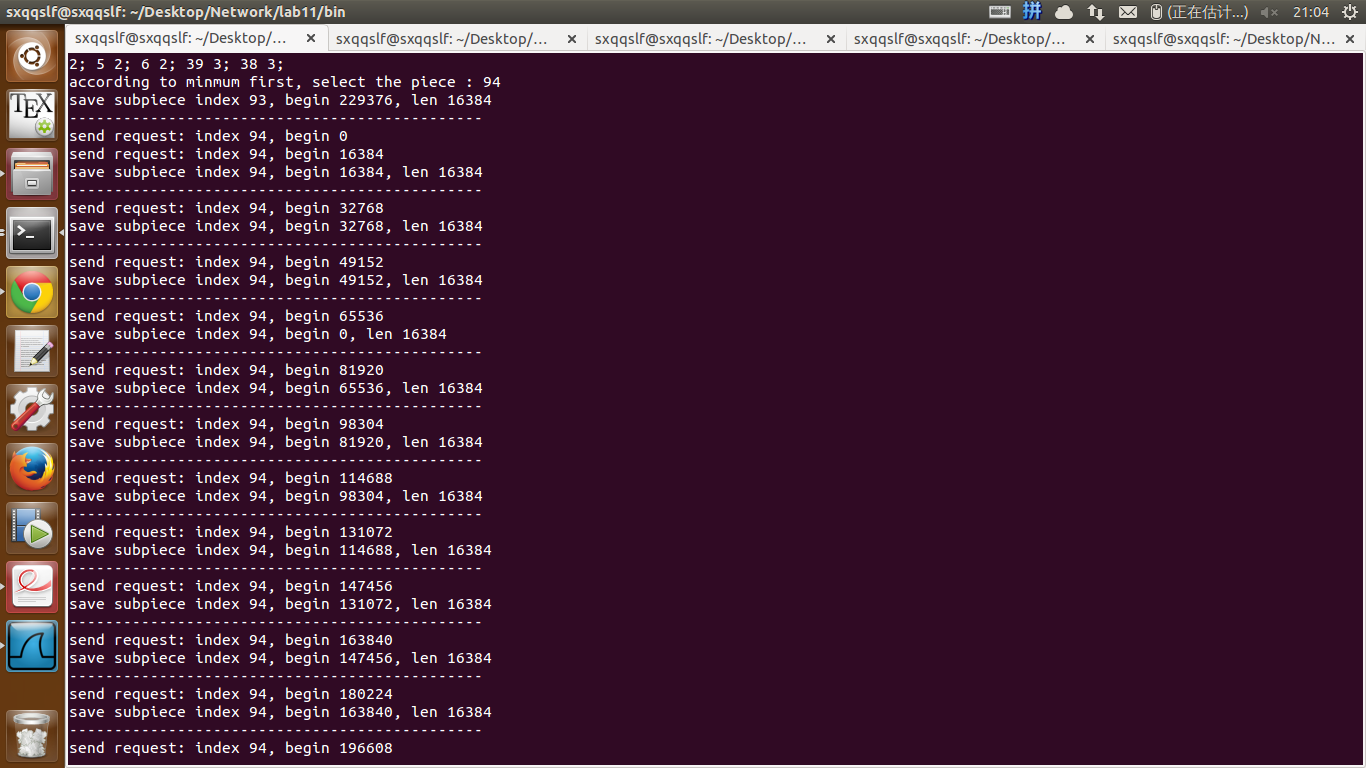 sxqqslf@sxqqslf: ~/Desktop/Network/lab11/bin
拼
(正在估计...)
21:04
sxqqslf@sxqqslf: ~/Desktop/...
sxqqslf@sxqqslf: ~/Desktop/...
sxqqslf@sxqqslf: ~/Desktop/...
sxqqslf@sxqqslf: ~/Desktop/...
sxqqslf@sxqqslf: ~/Desktop/N...
TEX
2; 5 2; 6 2; 39 3; 38 3;
according to minmum first, select the piece : 94
save subpiece index 93, begin 229376, len 16384
----------------------------------------------
send request: index 94, begin 0
send request: index 94, begin 16384
save subpiece index 94, begin 16384, len 16384
----------------------------------------------
send request: index 94, begin 32768
save subpiece index 94, begin 32768, len 16384
----------------------------------------------
send request: index 94, begin 49152
save subpiece index 94, begin 49152, len 16384
----------------------------------------------
send request: index 94, begin 65536
save subpiece index 94, begin 0, len 16384
----------------------------------------------
send request: index 94, begin 81920
save subpiece index 94, begin 65536, len 16384
----------------------------------------------
send request: index 94, begin 98304
save subpiece index 94, begin 81920, len 16384
----------------------------------------------
send request: index 94, begin 114688
save subpiece index 94, begin 98304, len 16384
----------------------------------------------
send request: index 94, begin 131072
save subpiece index 94, begin 114688, len 16384
----------------------------------------------
send request: index 94, begin 147456
save subpiece index 94, begin 131072, len 16384
----------------------------------------------
send request: index 94, begin 163840
save subpiece index 94, begin 147456, len 16384
----------------------------------------------
send request: index 94, begin 180224
save subpiece index 94, begin 163840, len 16384
----------------------------------------------
send request: index 94, begin 196608